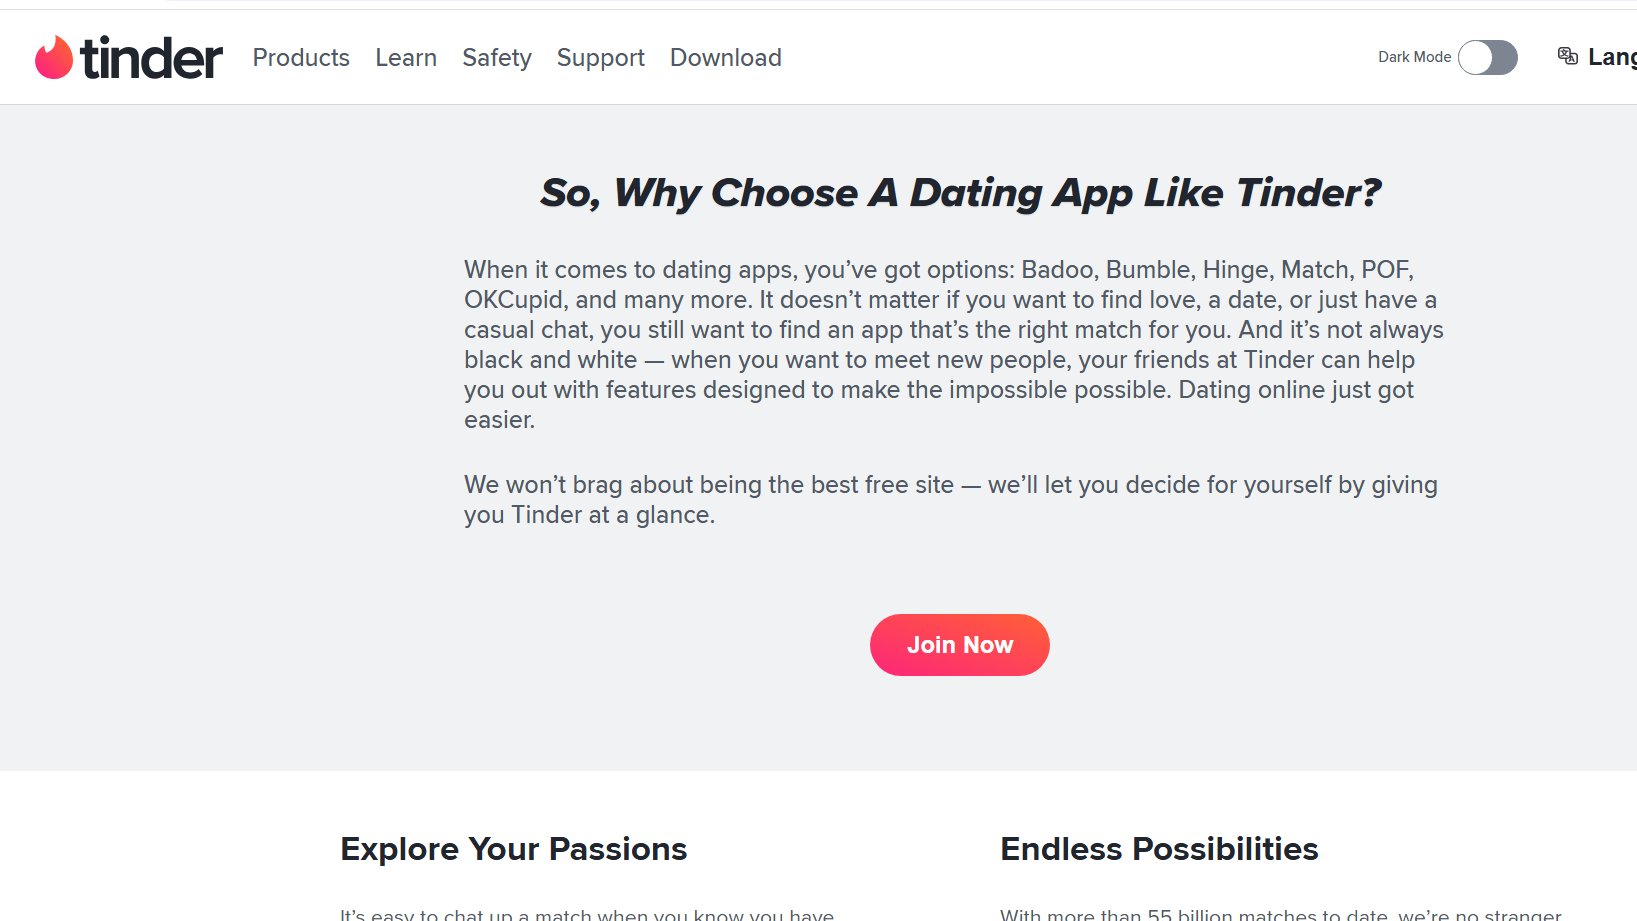 tinder
Products
Learn
Safety
Support
Download
Dark Mode
Lang
So, Why Choose A Dating App Like Tinder?
When it comes to dating apps, you’ve got options: Badoo, Bumble, Hinge, Match, POF,
OKCupid, and many more. It doesn’t matter if you want to find love, a date, or just have a
casual chat, you still want to find an app that’s the right match for you. And it’s not always
black and white — when you want to meet new people, your friends at Tinder can help
you out with features designed to make the impossible possible. Dating online just got
easier.
We won’t brag about being the best free site — we’ll let you decide for yourself by giving
you Tinder at a glance.
Join Now
Explore Your Passions
It’s easy to chat up a match when you know you have
Endless Possibilities
With more than 55 billion matches to date, we’re no stranger